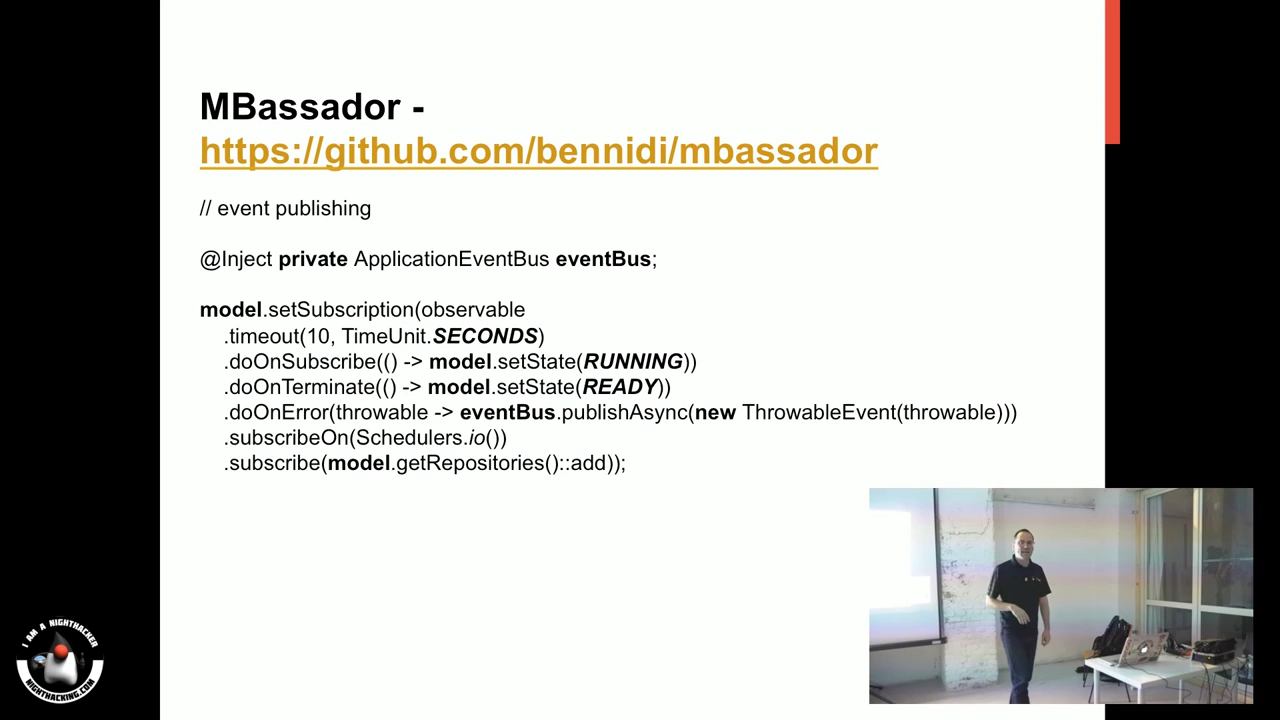 MBassador -
https://github.com/bennidi/mbassador
// event publishing
@Inject private ApplicationEventBus eventBus;
model.setSubscription(observable
.timeout(10, TimeUnit.SECONDS)
.doOnSubscribe(() -> model.setState(RUNNING))
.doOnTerminate(() -> model.setState(READY))
.doOnError(throwable -> eventBus.publishAsync(new ThrowableEvent(throwable)))
.subscribeOn(Schedulers.io())
.subscribe(model.getRepositories()::add));
I AM A NIGHTHACKER
NIGHTHACKING.COM